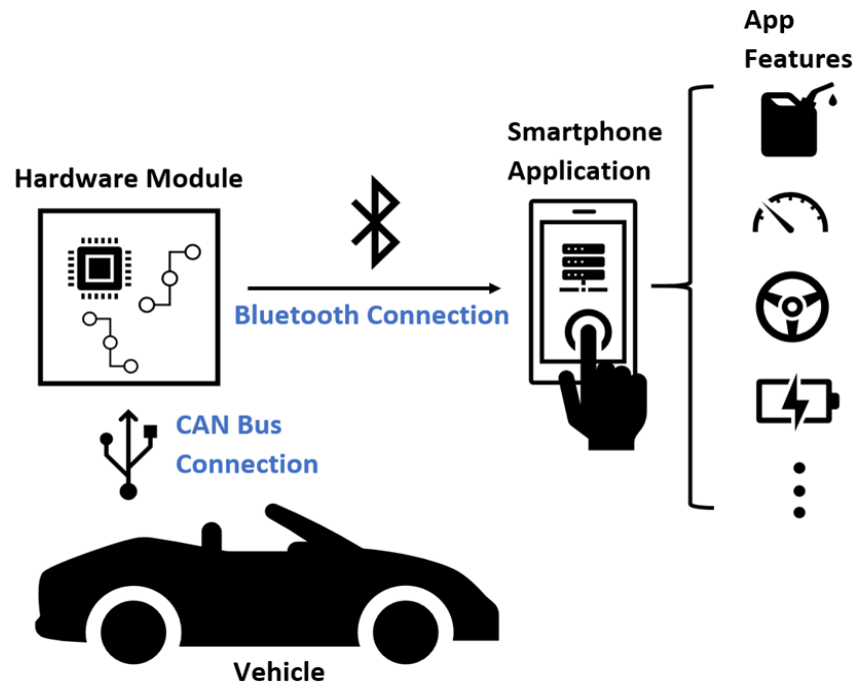 App
Features
Smartphone
Application
Hardware Module
Bluetooth Connection
CAN Bus
Connection
Vehicle